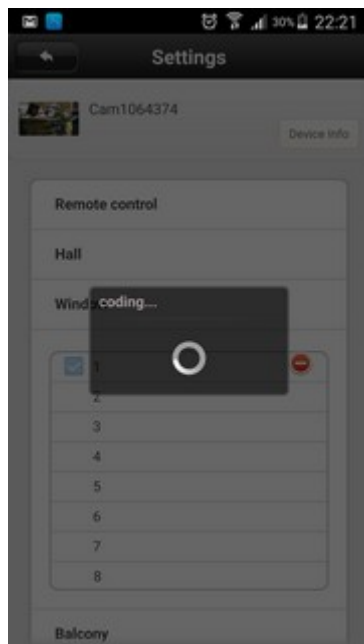 30% 22:21
Settings
Cam1064374
Device info
Remote control
Hall
coding....
1
2
3
4
5
6
7
8
Balcony